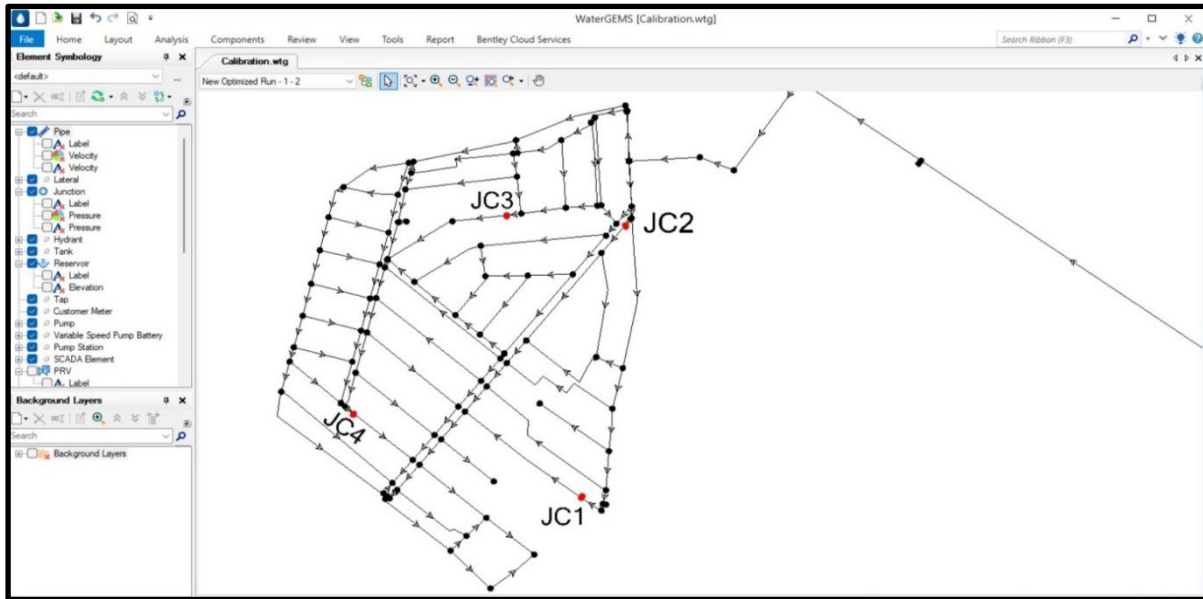 WaterGEMS [Calibration.wtg]
File Home Layout Analysis Components Review View Tools Report Bentley Cloud Services Search Ribbon (F3)
Element Symbology
<default>
...
Search
Pipe
Label
Velocity
Velocity
Lateral
Junction
Label
Pressure
Pressure
Hydrant
Tank
Reservoir
Label
Elevation
Tap
Customer Meter
Pump
Variable Speed Pump Battery
Pump Station
SCADA Element
PRV
Label
Background Layers
Search
Background Layers
Calibration.wtg
New Optimized Run - 1 - 2
JC3
JC2
JC4
JC1